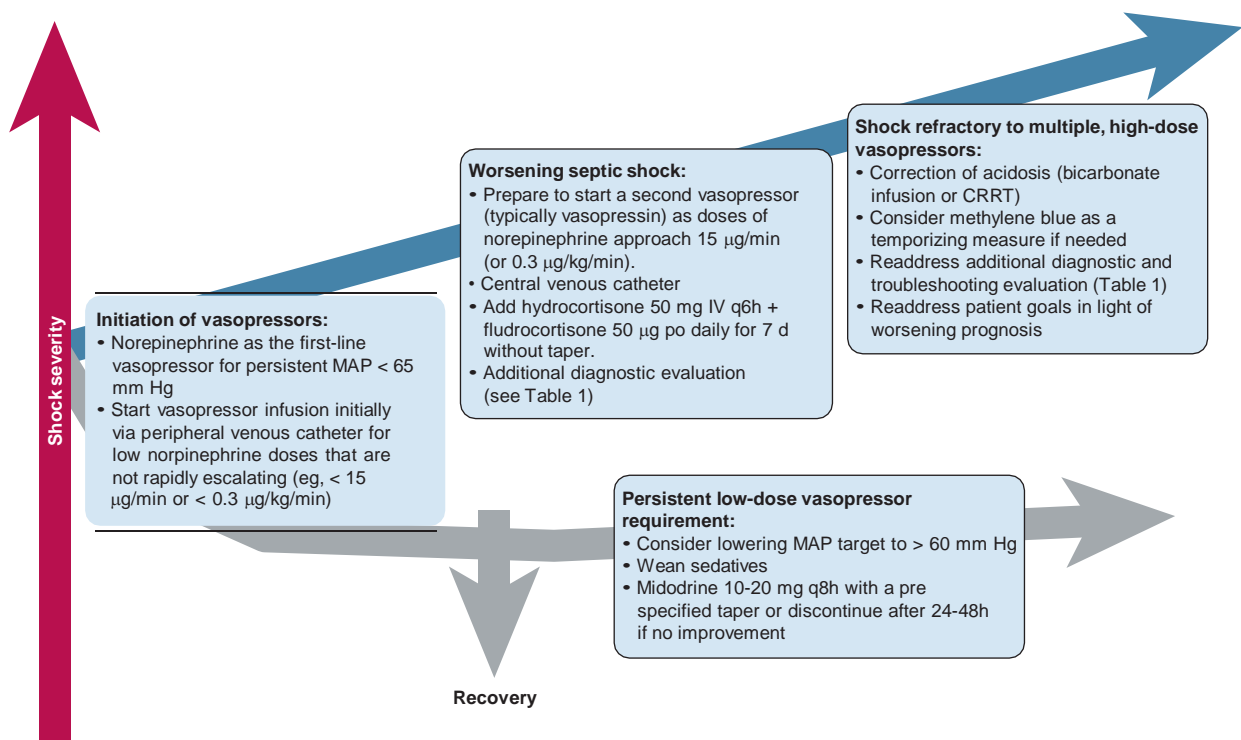 Shock severity
Initiation of vasopressors:
• Norepinephrine as the first-line
vasopressor for persistent MAP < 65
mm Hg
• Start vasopressor infusion initially
via peripheral venous catheter for
low norpinephrine doses that are
not rapidly escalating (eg, < 15
μg/min or < 0.3 μg/kg/min)
Worsening septic shock:
• Prepare to start a second vasopressor
(typically vasopressin) as doses of
norepinephrine approach 15 μg/min
(or 0.3 μg/kg/min).
• Central venous catheter
• Add hydrocortisone 50 mg IV q6h +
fludrocortisone 50 μg po daily for 7 d
without taper.
• Additional diagnostic evaluation
(see Table 1)
Shock refractory to multiple, high-dose
vasopressors:
• Correction of acidosis (bicarbonate
infusion or CRRT)
• Consider methylene blue as a
temporizing measure if needed
• Readdress additional diagnostic and
troubleshooting evaluation (Table 1)
• Readdress patient goals in light of
worsening prognosis
Persistent low-dose vasopressor
requirement:
• Consider lowering MAP target to > 60 mm Hg
• Wean sedatives
• Midodrine 10-20 mg q8h with a pre
specified taper or discontinue after 24-48h
if no improvement
Recovery